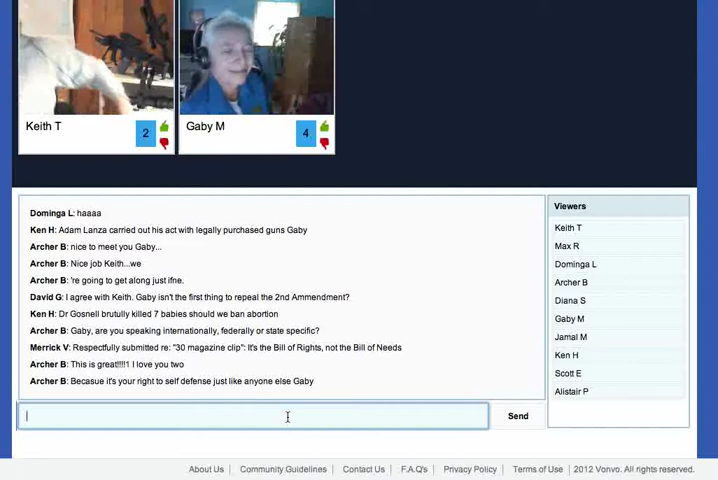 Keith T
2
Gaby M
4
Dominga L: haaaa
Ken H: Adam Lanza carried out his act with legally purchased guns Gaby
Archer B: nice to meet you Gaby...
Archer B: Nice job Keith...we
Archer B: 're going to get along just ifne.
David G: I agree with Keith. Gaby isn't the first thing to repeal the 2nd Ammendment?
Ken H: Dr Gosnell brutully killed 7 babies should we ban abortion
Archer B: Gaby, are you speaking internationally, federally or state specific?
Merrick V: Respectfully submitted re: "30 magazine clip": It's the Bill of Rights, not the Bill of Needs
Archer B: This is great!!!!1 I love you two
Archer B: Becasue it's your right to self defense just like anyone else Gaby
Send
Viewers
Keith T
Max R
Dominga L
Archer B
Diana S
Gaby M
Jamal M
Ken H
Scott E
Alistair P
About Us | Community Guidelines | Contact Us | F.A.Q's | Privacy Policy | Terms of Use | 2012 Vonvo. All rights reserved.